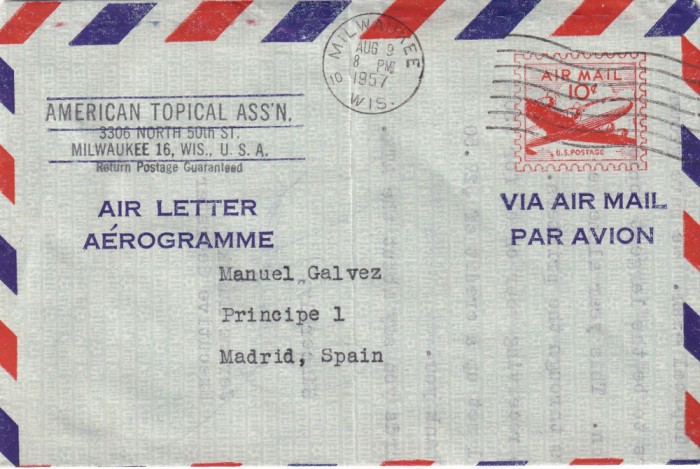 MILWAUKEE
AUG 9
8 PM
10 1957
WIS.
AIR MAIL
10¢
U.S. POSTAGE
AMERICAN TOPICAL ASS'N.
3306 NORTH 50th ST.
MILWAUKEE 16, WIS., U. S. A.
Return Postage Guaranteed
AIR LETTER
AÉROGRAMME
VIA AIR MAIL
PAR AVION
Manuel Galvez
Principe 1
Madrid, Spain